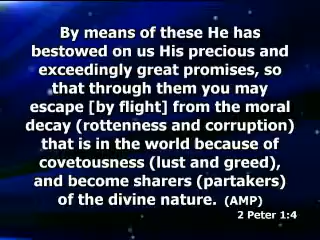 By means of these He has
bestowed on us His precious and
exceedingly great promises, so
that through them you may
escape [by flight] from the moral
decay (rottenness and corruption)
that is in the world because of
covetousness (lust and greed),
and become sharers (partakers)
of the divine nature. (AMP)
2 Peter 1:4